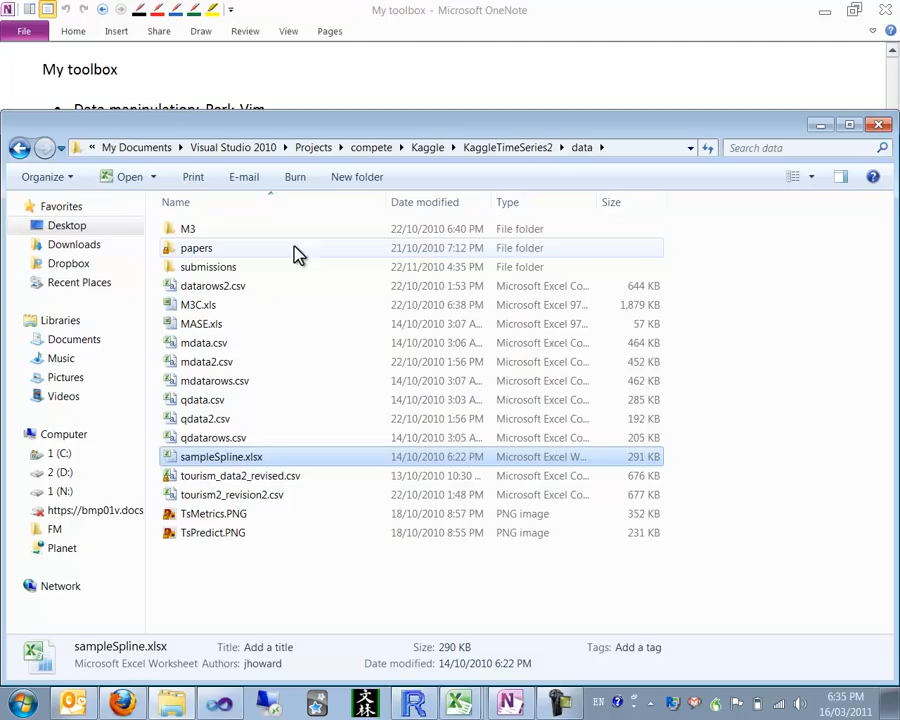 My toolbox - Microsoft OneNote
File Home Insert Share Draw Review View Pages
My toolbox
• Data manipulation: Perl; Vim
« My Documents Visual Studio 2010 Projects compete Kaggle KaggleTimeSeries2 data Search data
Organize Open Print E-mail Burn New folder
Name Date modified Type Size
Favorites
Desktop
Downloads
Dropbox
Recent Places
Libraries
Documents
Music
Pictures
Videos
Computer
1 (C:)
2 (D:)
1 (N:)
https://bmp01v.docs
FM
Planet
Network
M3 22/10/2010 6:40 PM File folder
papers 21/10/2010 7:12 PM File folder
submissions 22/11/2010 4:35 PM File folder
datarows2.csv 22/10/2010 1:53 PM Microsoft Excel Co... 644 KB
M3C.xls 22/10/2010 6:38 PM Microsoft Excel 97... 1,879 KB
MASE.xls 14/10/2010 3:07 A... Microsoft Excel 97... 57 KB
mdata.csv 14/10/2010 3:06 A... Microsoft Excel Co... 464 KB
mdata2.csv 22/10/2010 1:56 PM Microsoft Excel Co... 452 KB
mdatarows.csv 14/10/2010 3:07 A... Microsoft Excel Co... 462 KB
qdata.csv 14/10/2010 3:03 A... Microsoft Excel Co... 285 KB
qdata2.csv 22/10/2010 1:56 PM Microsoft Excel Co... 192 KB
qdatarows.csv 14/10/2010 3:05 A... Microsoft Excel Co... 205 KB
sampleSpline.xlsx 14/10/2010 6:22 PM Microsoft Excel W... 291 KB
tourism_data2_revised.csv 13/10/2010 10:30 ... Microsoft Excel Co... 676 KB
tourism2_revision2.csv 22/10/2010 1:48 PM Microsoft Excel Co... 677 KB
TsMetrics.PNG 18/10/2010 8:57 PM PNG image 352 KB
TsPredict.PNG 18/10/2010 8:55 PM PNG image 231 KB
sampleSpline.xlsx Title: Add a title Size: 290 KB Tags: Add a tag
Microsoft Excel Worksheet Authors: jhoward Date modified: 14/10/2010 6:22 PM
文林
EN
6:35 PM
16/03/2011